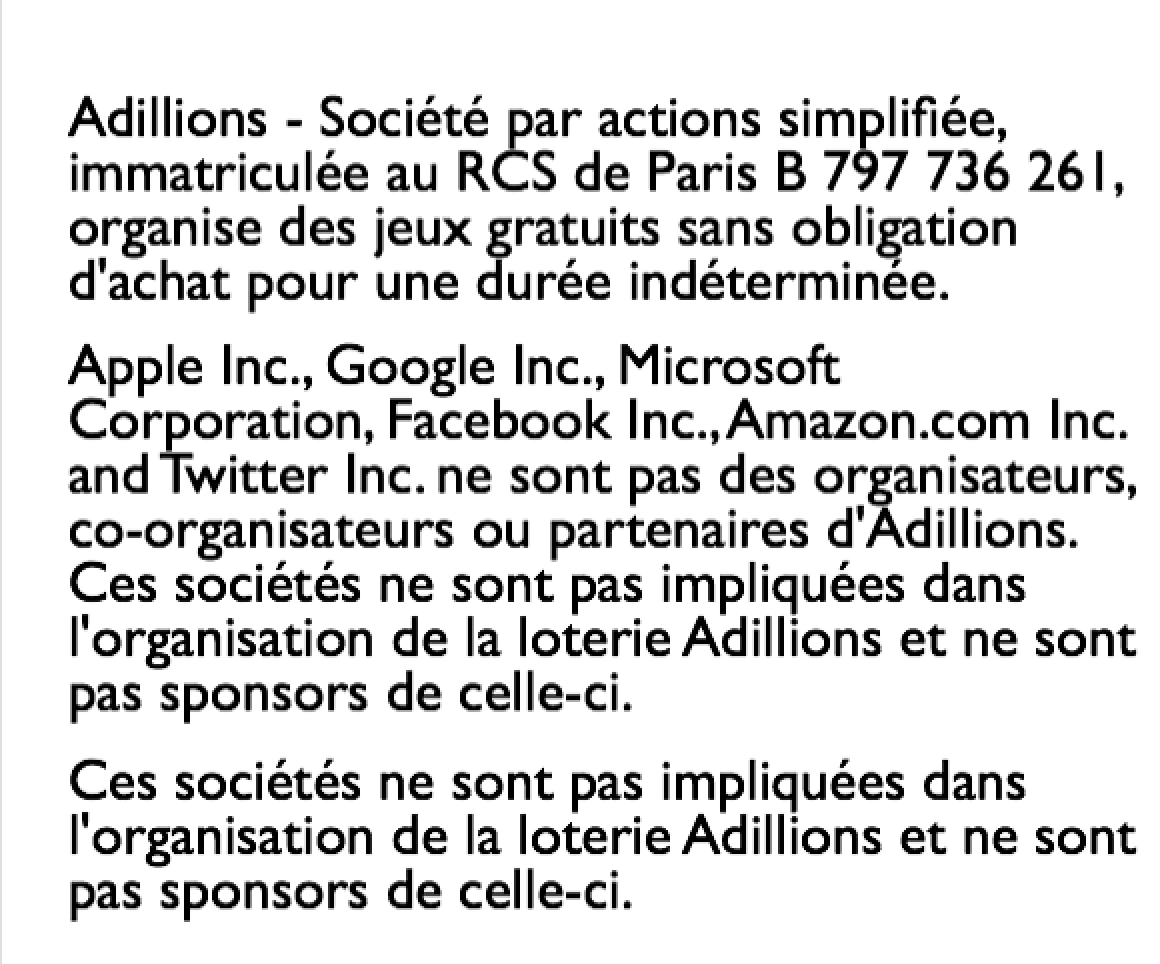 Adillions - Société par actions simplifiée,
immatriculée au RCS de Paris B 797 736 261,
organise des jeux gratuits sans obligation
d'achat pour une durée indéterminée.
Apple Inc., Google Inc., Microsoft
Corporation, Facebook Inc., Amazon.com Inc.
and Twitter Inc. ne sont pas des organisateurs,
co-organisateurs ou partenaires d'Adillions.
Ces sociétés ne sont pas impliquées dans
l'organisation de la loterie Adillions et ne sont
pas sponsors de celle-ci.
Ces sociétés ne sont pas impliquées dans
l'organisation de la loterie Adillions et ne sont
pas sponsors de celle-ci.